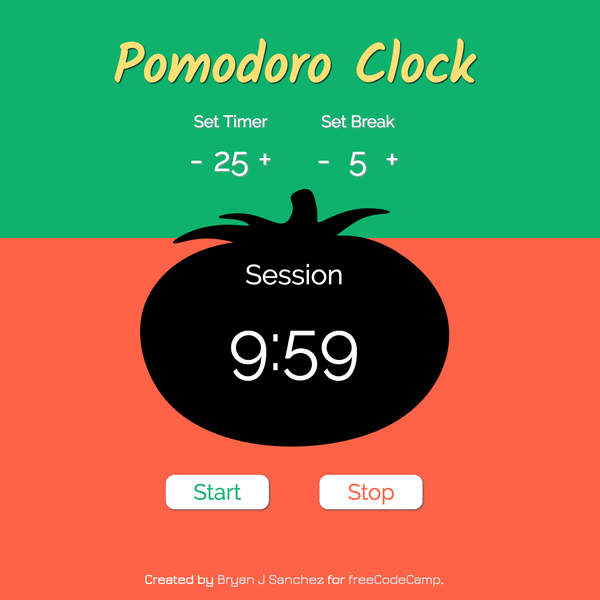 Pomodoro Clock
Set Timer Set Break
- 25 + - 5 +
Session
9:59
Start Stop
Created by Bryan J Sanchez for freeCodeCamp.